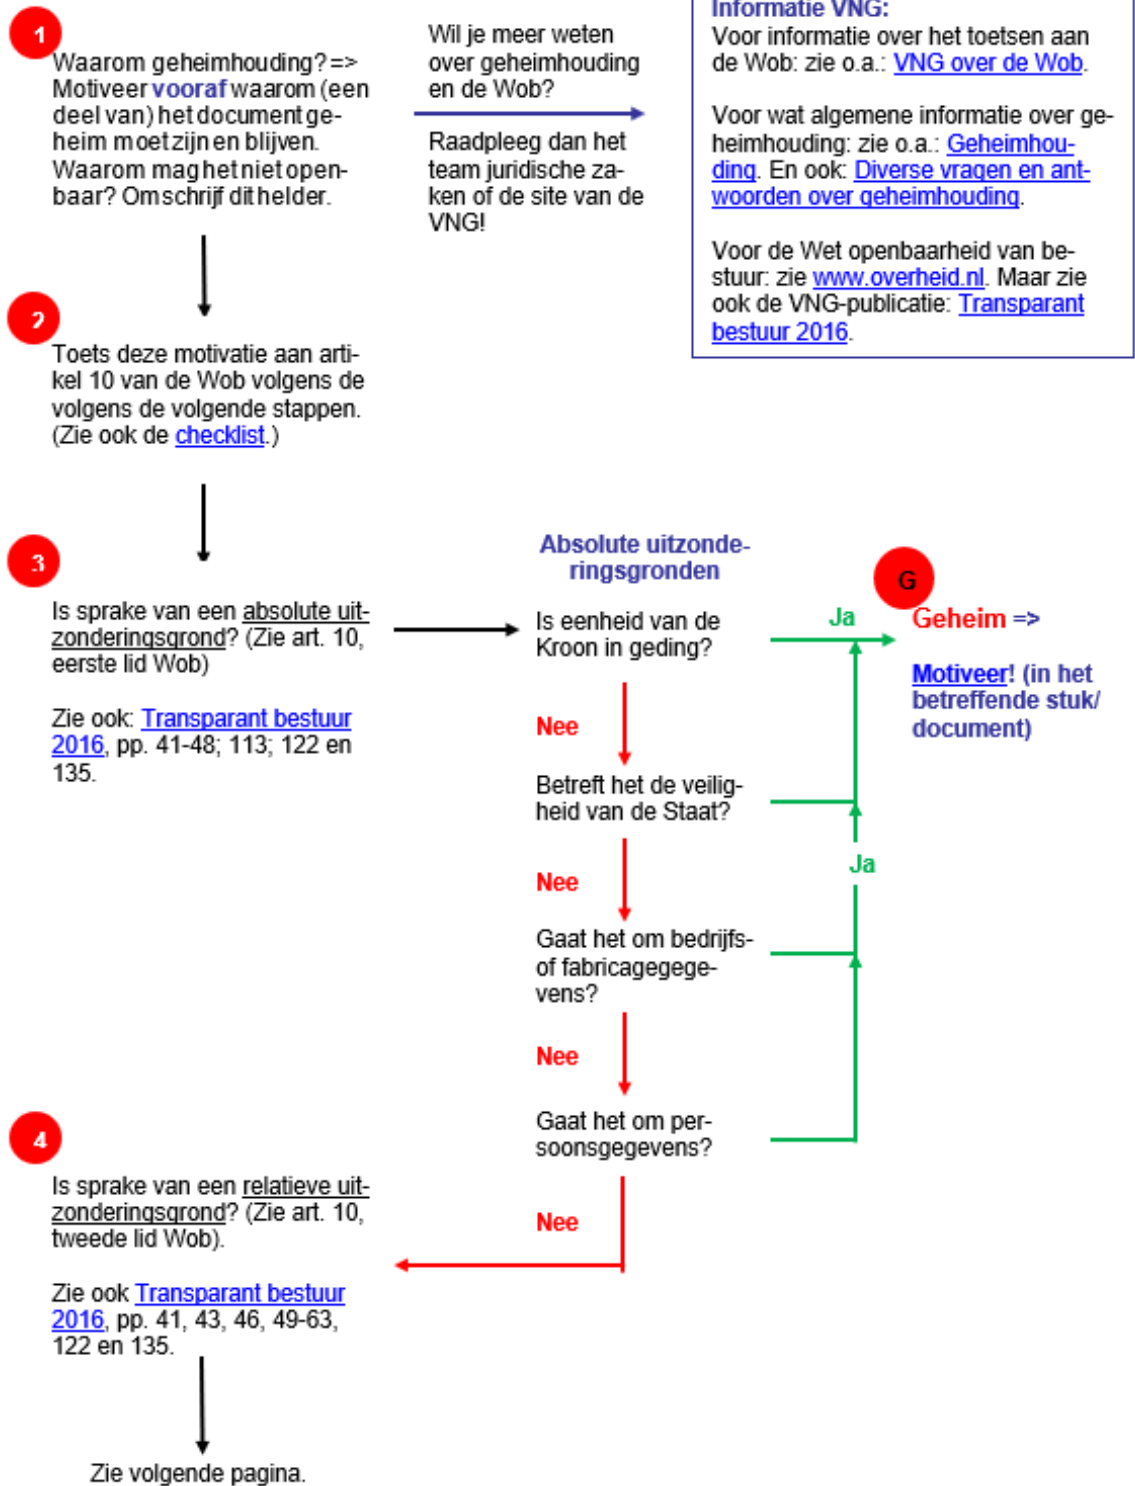 1
Waarom geheimhouding? =>
Motiveer vooraf waarom (een
deel van) het document ge-
heim moet zijn en blijven.
Waarom mag het niet open-
baar? Omschrijf dit helder.
Wil je meer weten
over geheimhouding
en de Wob?
Raadpleeg dan het
team juridische za-
ken of de site van de
VNG!
Informatie VNG:
Voor informatie over het toetsen aan
de Wob: zie o.a.: VNG over de Wob.
Voor wat algemene informatie over ge-
heimhouding: zie o.a.: Geheimhou-
ding. En ook: Diverse vragen en ant-
woorden over geheimhouding.
Voor de Wet openbaarheid van be-
stuur: zie www.overheid.nl. Maar zie
ook de VNG-publicatie: Transparant
bestuur 2016.
2
Toets deze motivatie aan arti-
kel 10 van de Wob volgens de
volgens de volgende stappen.
(Zie ook de checklist.)
3
Is sprake van een absolute uit-
zonderingsgrond? (Zie art. 10,
eerste lid Wob)
Zie ook: Transparant bestuur
2016, pp. 41-48; 113; 122 en
135.
Absolute uitzonde-
ringsgronden
Is eenheid van de
Kroon in geding?
Ja
G
Geheim =>
Motiveer! (in het
betreffende stuk/
document)
Nee
Betreft het de veilig-
heid van de Staat?
Ja
Nee
Gaat het om bedrijfs-
of fabricagegege-
vens?
Nee
Gaat het om per-
soonsgegevens?
Nee
4
Is sprake van een relatieve uit-
zonderingsgrond? (Zie art. 10,
tweede lid Wob).
Zie ook Transparant bestuur
2016, pp. 41, 43, 46, 49-63,
122 en 135.
Zie volgende pagina.